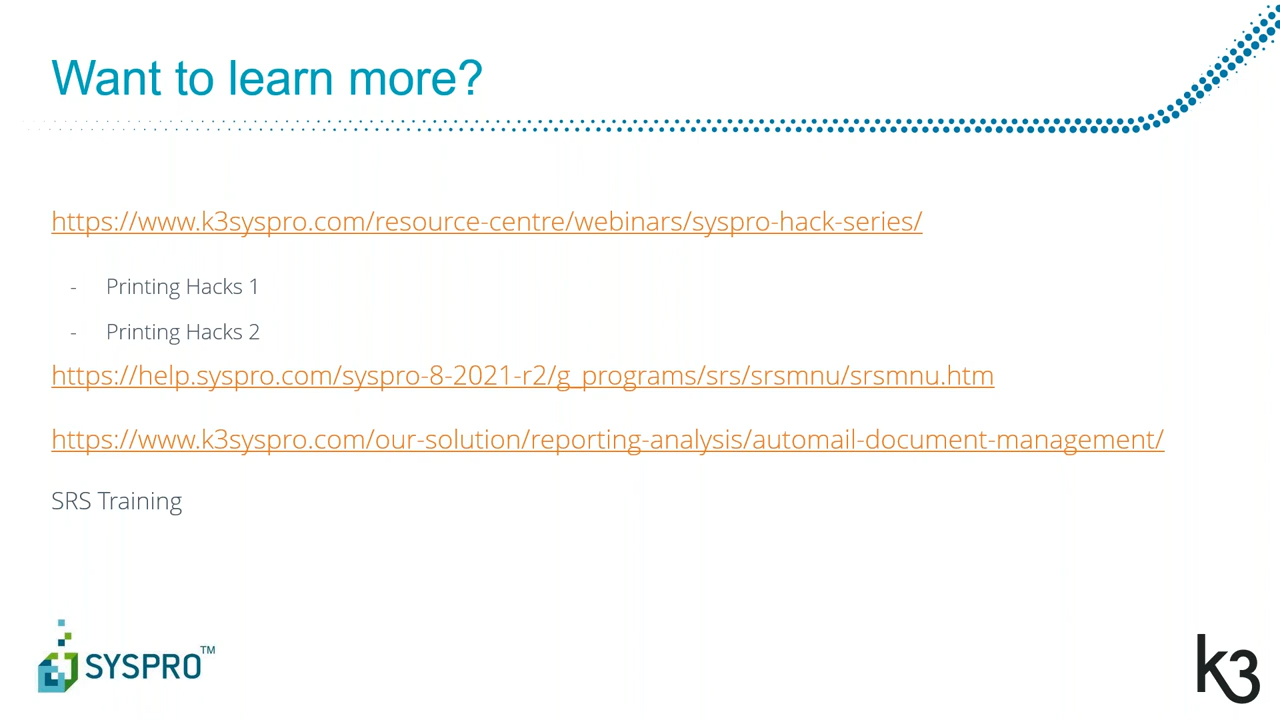 Want to learn more?
https://www.k3syspro.com/resource-centre/webinars/syspro-hack-series/
- Printing Hacks 1
- Printing Hacks 2
https://help.syspro.com/syspro-8-2021-r2/g_programs/srs/srsmnu/srsmnu.htm
https://www.k3syspro.com/our-solution/reporting-analysis/automail-document-management/
SRS Training
SYSPRO™
k3